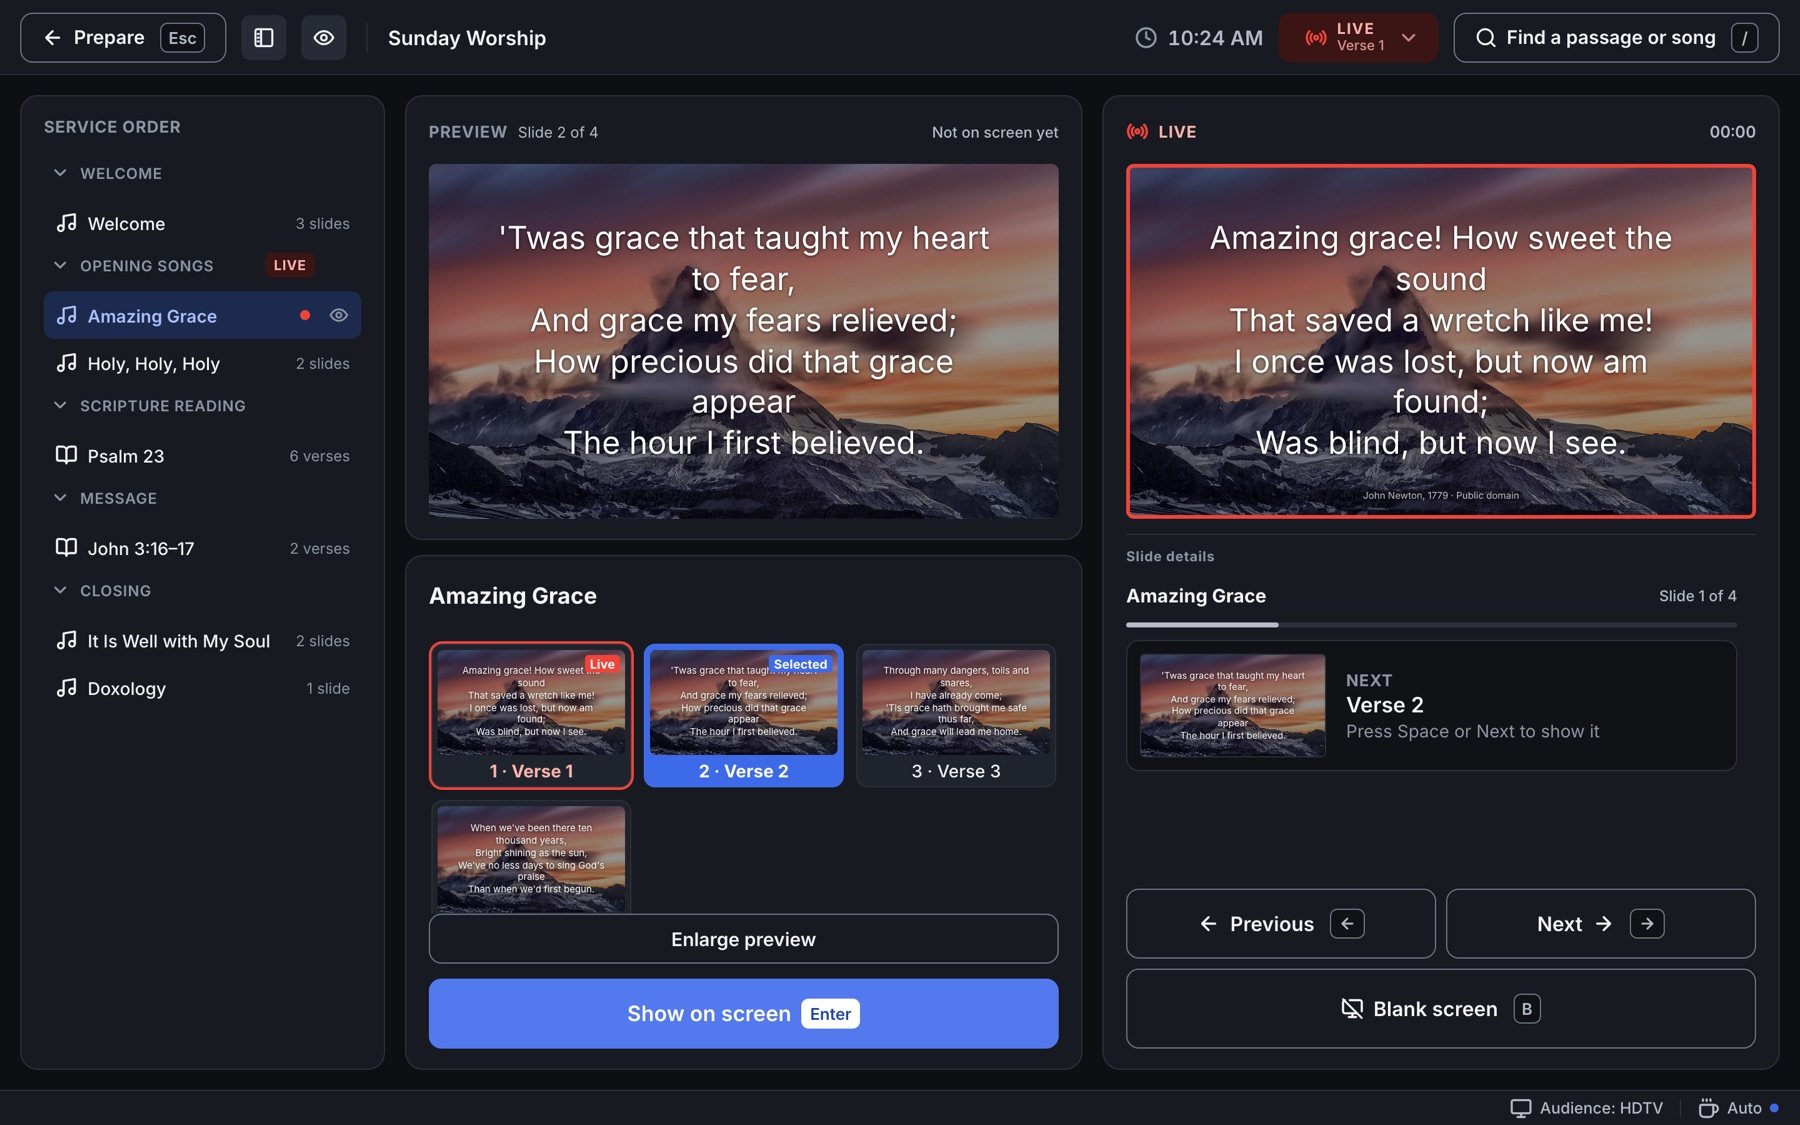 Prepare Esc
Sunday Worship
10:24 AM
LIVE
Verse 1
Find a passage or song /
SERVICE ORDER
WELCOME
Welcome 3 slides
OPENING SONGS LIVE
Amazing Grace
Holy, Holy, Holy 2 slides
SCRIPTURE READING
Psalm 23 6 verses
MESSAGE
John 3:16–17 2 verses
CLOSING
It Is Well with My Soul 2 slides
Doxology 1 slide
PREVIEW Slide 2 of 4 Not on screen yet
'Twas grace that taught my heart
to fear,
And grace my fears relieved;
How precious did that grace
appear
The hour I first believed.
Amazing Grace
Amazing grace! How sweet the
sound
That saved a wretch like me!
I once was lost, but now am
found;
Was blind, but now I see.
Live
1 · Verse 1
'Twas grace that taught my heart
to fear,
And grace my fears relieved;
How precious did that grace
appear
The hour I first believed.
Selected
2 · Verse 2
Through many dangers, toils and
snares,
I have already come;
'Tis grace hath brought me safe
thus far,
And grace will lead me home.
3 · Verse 3
When we've been there ten
thousand years,
Bright shining as the sun,
We've no less days to sing God's
praise
Than when we'd first begun.
Enlarge preview
Show on screen Enter
LIVE 00:00
Amazing grace! How sweet the
sound
That saved a wretch like me!
I once was lost, but now am
found;
Was blind, but now I see.
John Newton, 1779 · Public domain
Slide details
Amazing Grace Slide 1 of 4
'Twas grace that taught my heart
to fear,
And grace my fears relieved;
How precious did that grace
appear
The hour I first believed.
NEXT
Verse 2
Press Space or Next to show it
Previous
Next
Blank screen B
Audience: HDTV
Auto